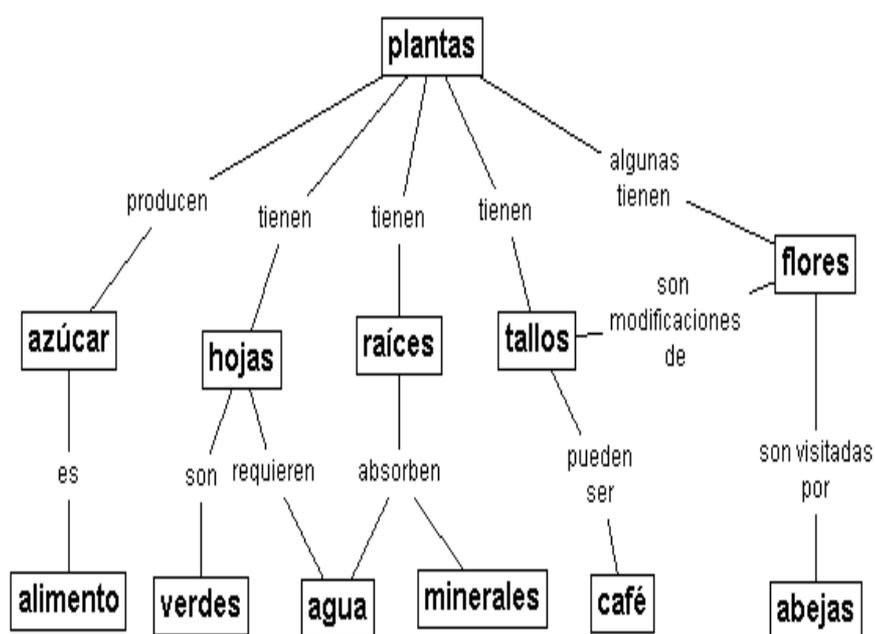 plantas
algunas
tienen
producen
tienen
tienen
tienen
flores
son
modificaciones
de
azúcar
hojas
raíces
tallos
es
son
requieren
absorben
pueden
ser
son visitadas
por
alimento
verdes
agua
minerales
café
abejas